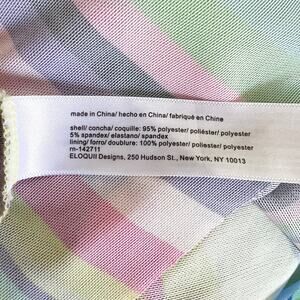 made in China/ hecho en China/ fabriqué en Chine
shell/ concha/ coquille: 95% polyester/ poliéster/ polyester
5% spandex/ elastano/ spandex
lining/ forro/ doublure: 100% polyester/ poliester/ polyester
rn-142711
ELOQUII Designs, 250 Hudson St., New York, NY 10013